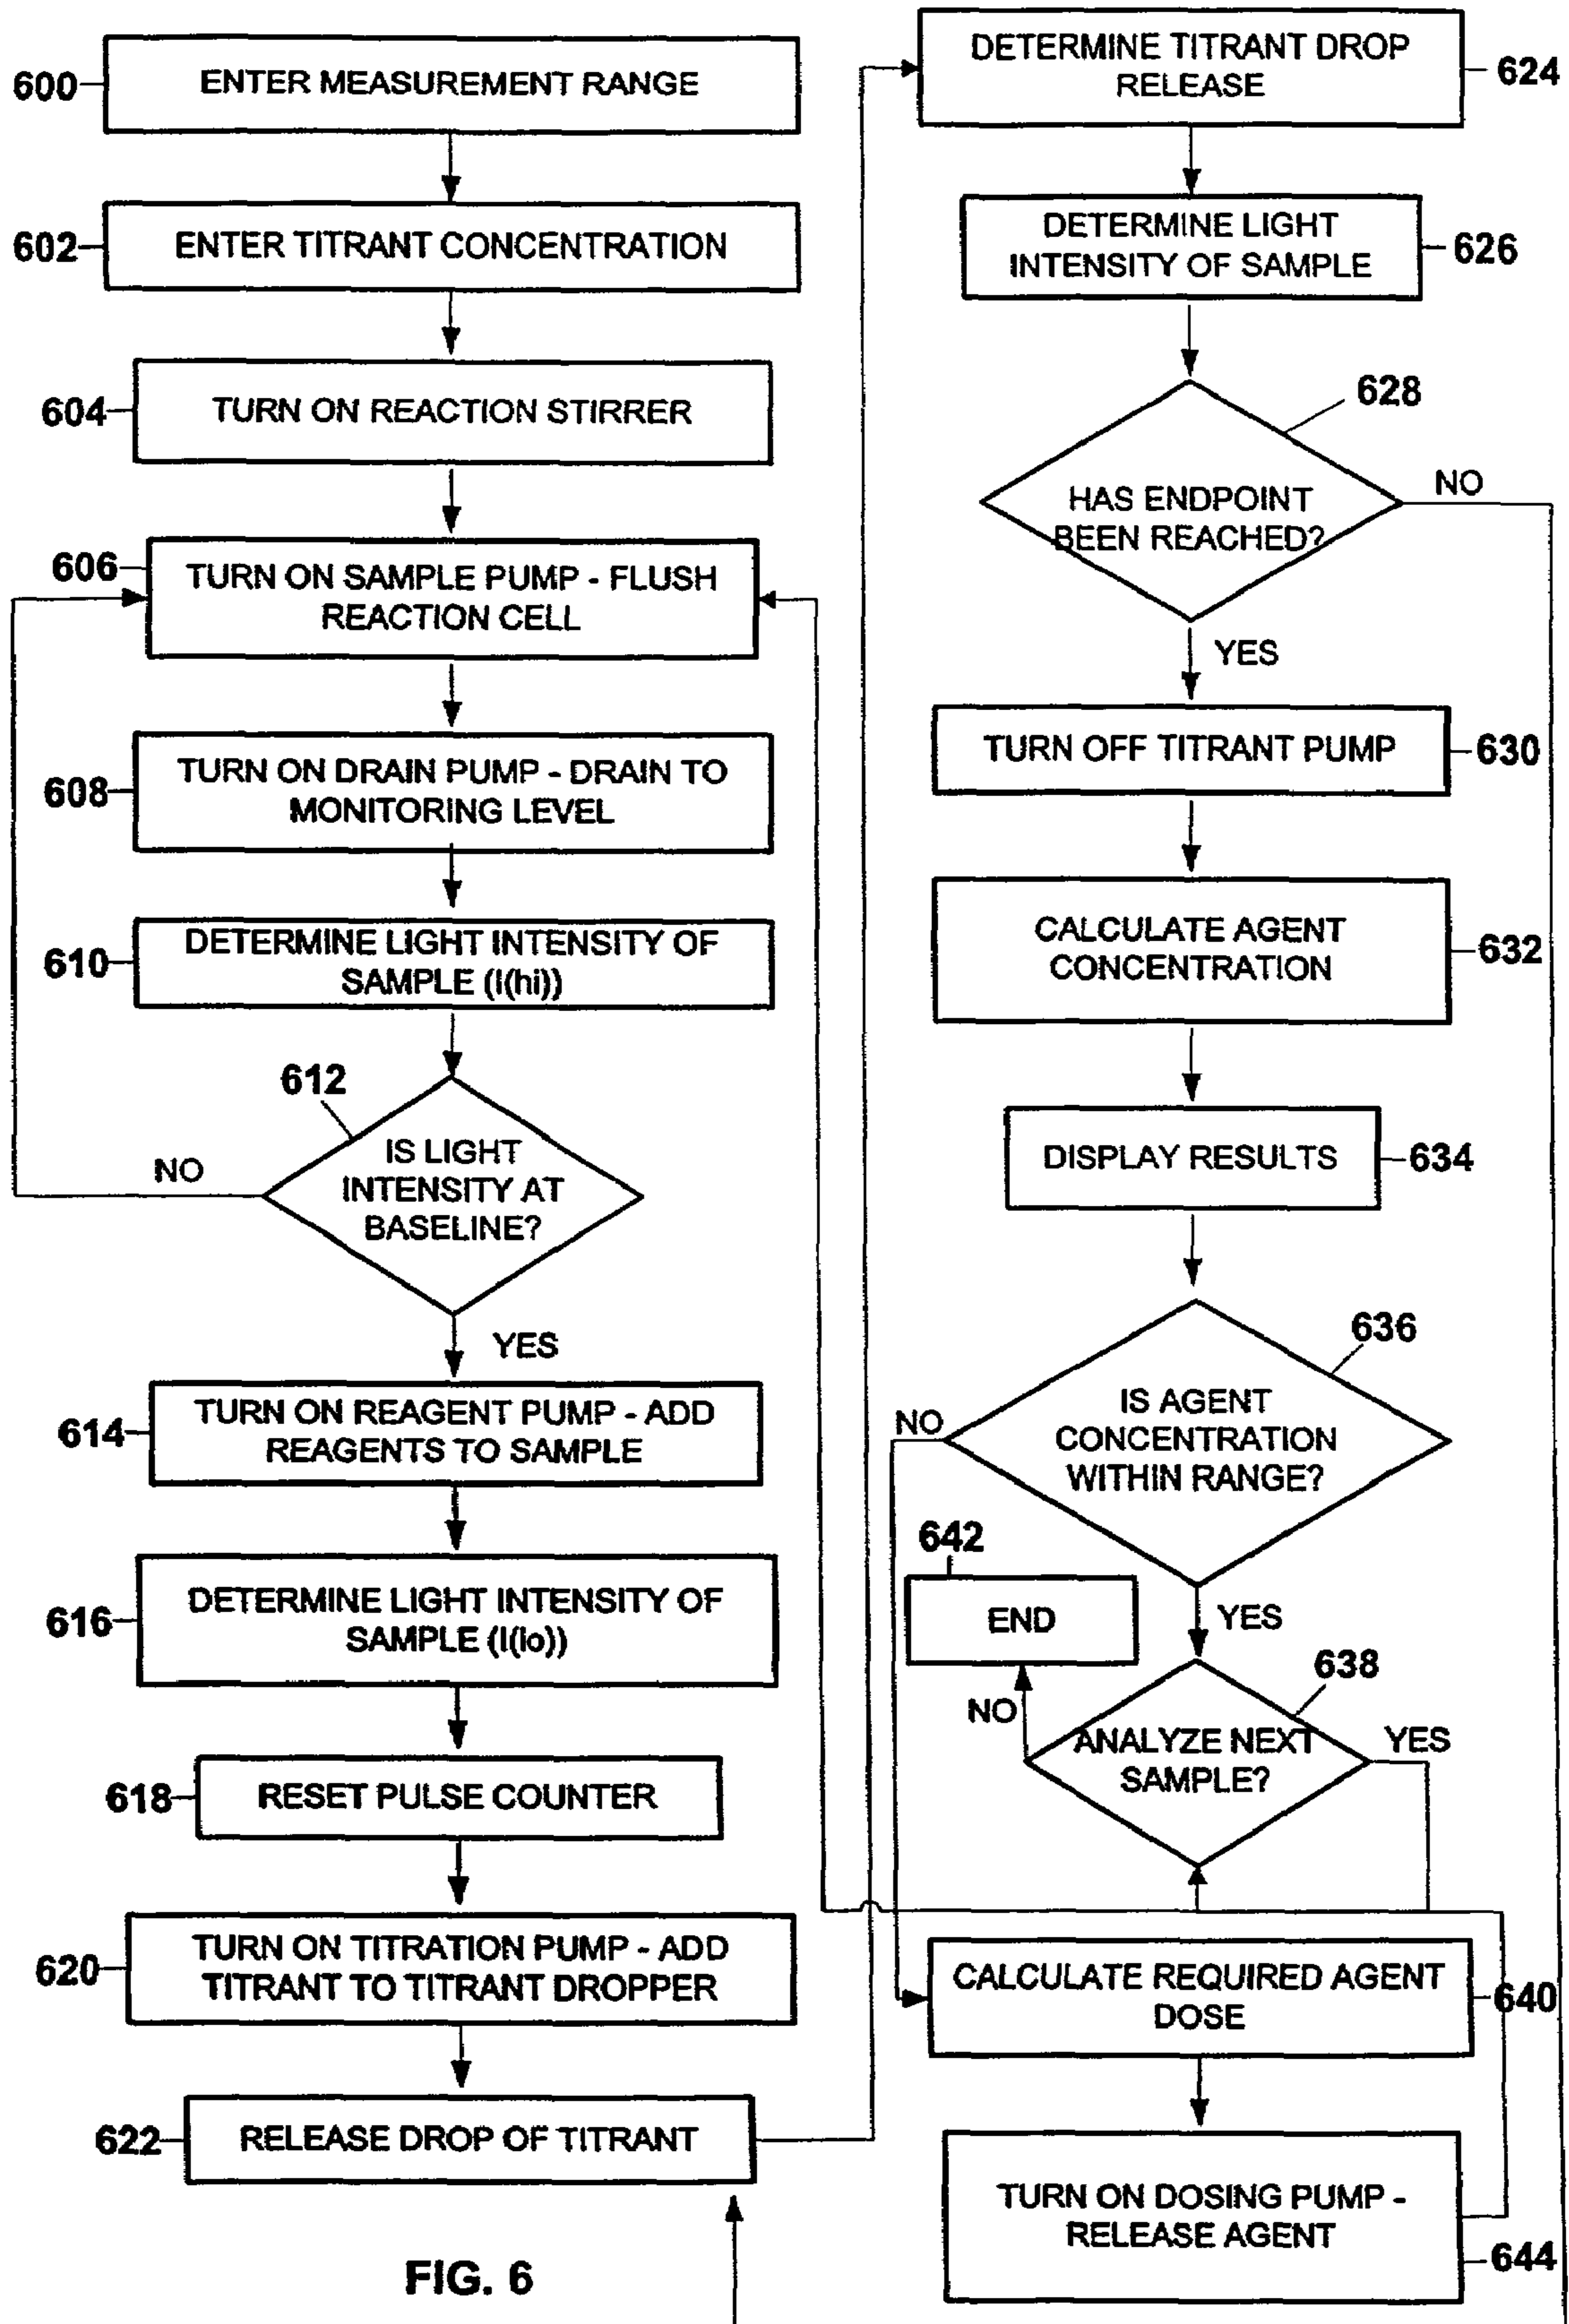 600
ENTER MEASUREMENT RANGE
602
ENTER TITRANT CONCENTRATION
604
TURN ON REACTION STIRRER
606
TURN ON SAMPLE PUMP - FLUSH
REACTION CELL
608
TURN ON DRAIN PUMP - DRAIN TO
MONITORING LEVEL
610
DETERMINE LIGHT INTENSITY OF
SAMPLE (I(hi))
612
IS LIGHT
INTENSITY AT
BASELINE?
NO
YES
614
TURN ON REAGENT PUMP - ADD
REAGENTS TO SAMPLE
616
DETERMINE LIGHT INTENSITY OF
SAMPLE (I(lo))
618
RESET PULSE COUNTER
620
TURN ON TITRATION PUMP - ADD
TITRANT TO TITRANT DROPPER
622
RELEASE DROP OF TITRANT
FIG. 6
DETERMINE TITRANT DROP
RELEASE
624
DETERMINE LIGHT
INTENSITY OF SAMPLE
626
628
HAS ENDPOINT
BEEN REACHED?
NO
YES
TURN OFF TITRANT PUMP
630
CALCULATE AGENT
CONCENTRATION
632
DISPLAY RESULTS
634
636
IS AGENT
CONCENTRATION
WITHIN RANGE?
NO
YES
642
END
638
NO
ANALYZE NEXT
SAMPLE?
YES
CALCULATE REQUIRED AGENT
DOSE
640
TURN ON DOSING PUMP -
RELEASE AGENT
644